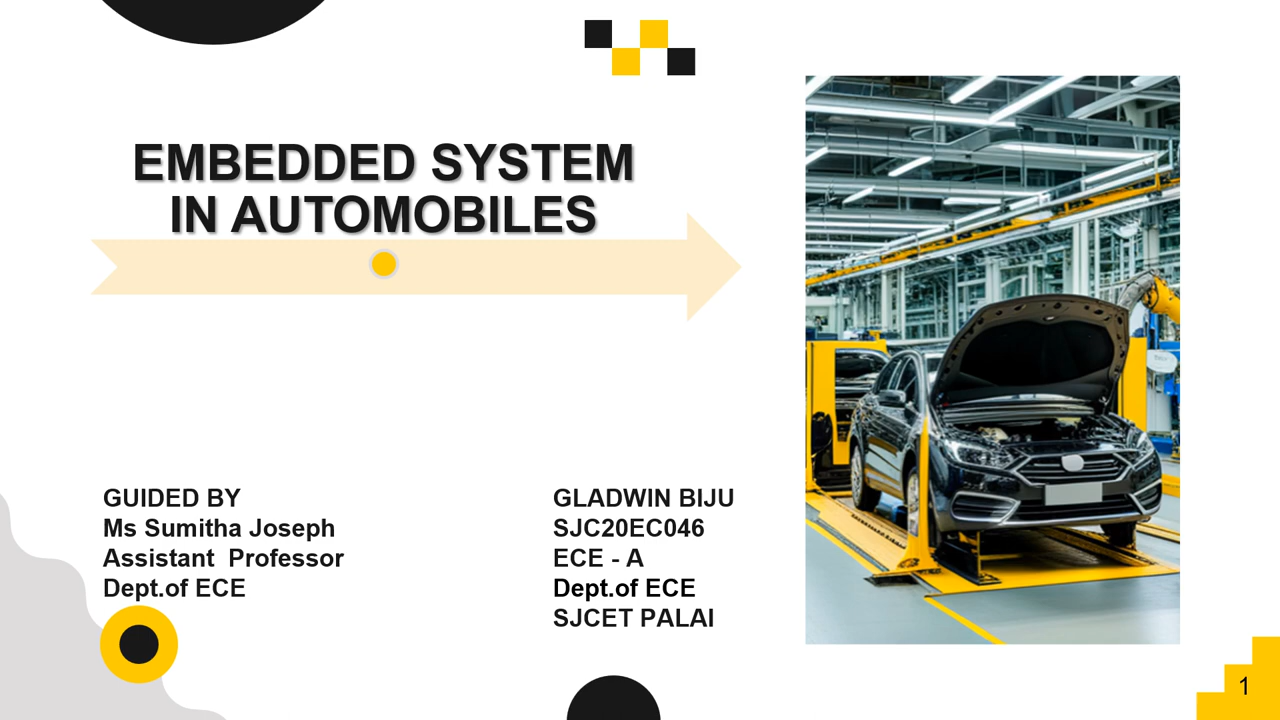 EMBEDDED SYSTEM
IN AUTOMOBILES
GUIDED BY
Ms Sumitha Joseph
Assistant  Professor
Dept.of ECE
GLADWIN BIJU
SJC20EC046
ECE - A
Dept.of ECE
SJCET PALAI
1